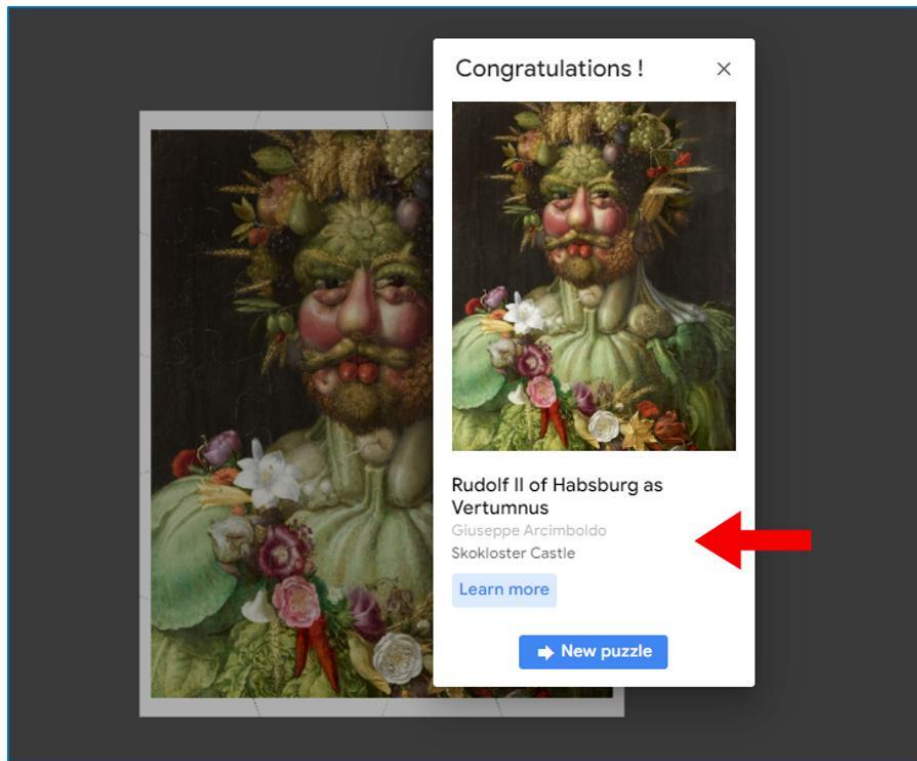 Congratulations !
Rudolf II of Habsburg as
Vertumnus
Giuseppe Arcimboldo
Skokloster Castle
Learn more
New puzzle